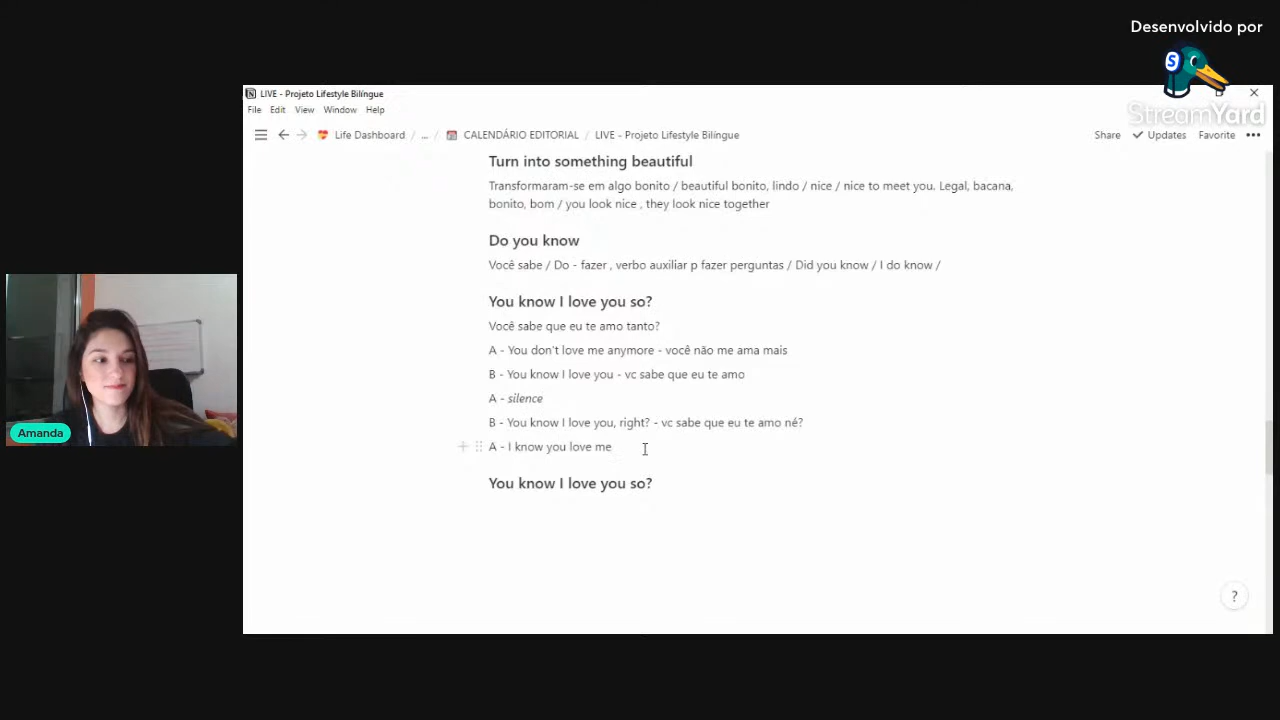 Desenvolvido por
S
StreamYard
LIVE - Projeto Lifestyle Bilíngue
File Edit View Window Help
Life Dashboard / ... / CALENDÁRIO EDITORIAL / LIVE - Projeto Lifestyle Bilíngue
Share Updates Favorite •••
Turn into something beautiful
Transformaram-se em algo bonito / beautiful bonito, lindo / nice / nice to meet you. Legal, bacana,
bonito, bom / you look nice , they look nice together
Do you know
Você sabe / Do - fazer , verbo auxiliar p fazer perguntas / Did you know / I do know /
You know I love you so?
Você sabe que eu te amo tanto?
A - You don't love me anymore - você não me ama mais
B - You know I love you - vc sabe que eu te amo
A - silence
B - You know I love you, right? - vc sabe que eu te amo né?
A - I know you love me
You know I love you so?
?
Amanda